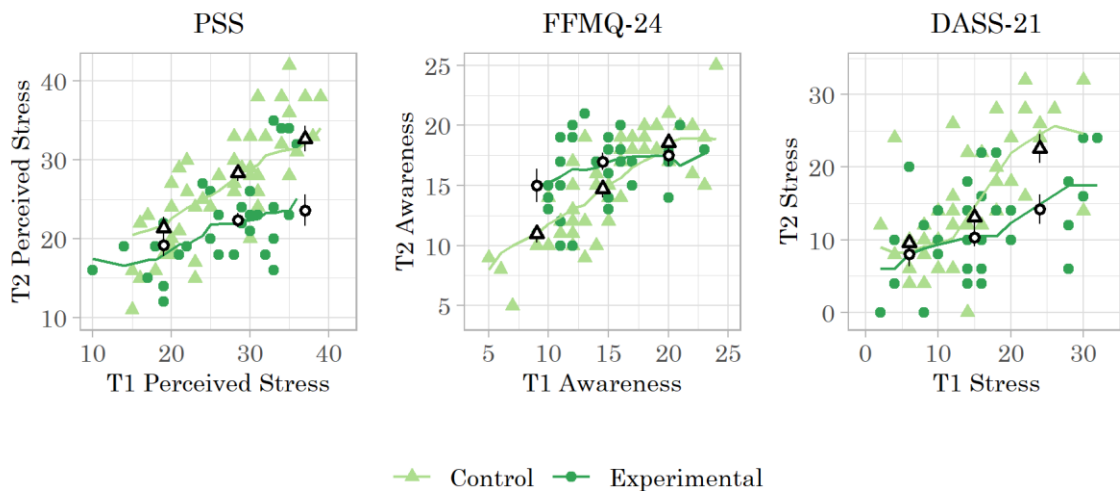 PSS
FFMQ-24
DASS-21
T2 Perceived Stress
40
30
20
10
10
20
30
40
T1 Perceived Stress
T2 Awareness
25
20
15
10
5
5
10
15
20
25
T1 Awareness
T2 Stress
30
20
10
0
0
10
20
30
T1 Stress
Control
Experimental